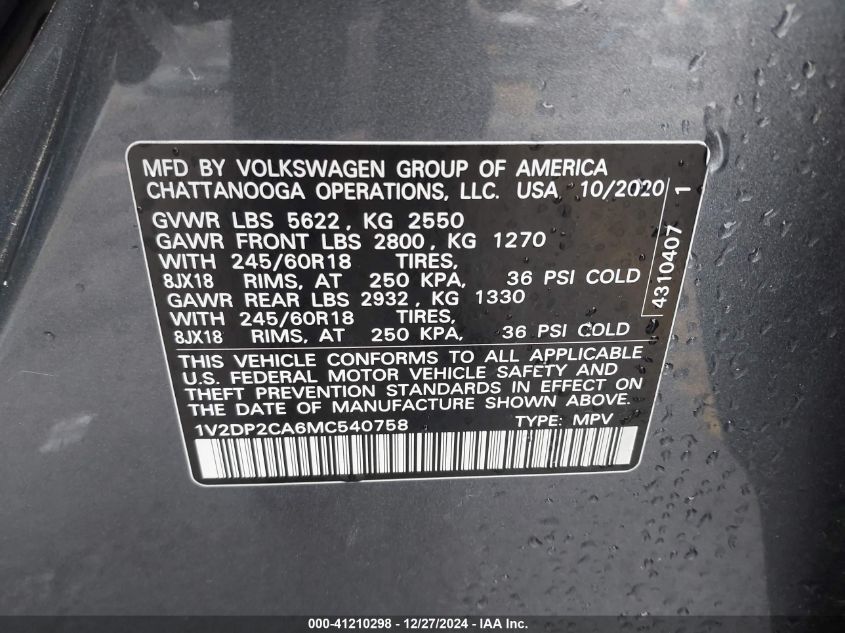 MFD BY VOLKSWAGEN GROUP OF AMERICA
CHATTANOOGA OPERATIONS, LLC. USA 10/2020
GVWR LBS 5622, KG 2550
GAWR FRONT LBS 2800, KG 1270
WITH 245/60R18 TIRES,
8JX18 RIMS, AT 250 KPA, 36 PSI COLD
GAWR REAR LBS 2932, KG 1330
WITH 245/60R18 TIRES,
8JX18 RIMS, AT 250 KPA, 36 PSI COLD
4310407 1
THIS VEHICLE CONFORMS TO ALL APPLICABLE
U.S. FEDERAL MOTOR VEHICLE SAFETY AND
THEFT PREVENTION STANDARDS IN EFFECT ON
THE DATE OF MANUFACTURE SHOWN ABOVE.
1V2DP2CA6MC540758 TYPE: MPV
000-41210298 - 12/27/2024 - IAA Inc.